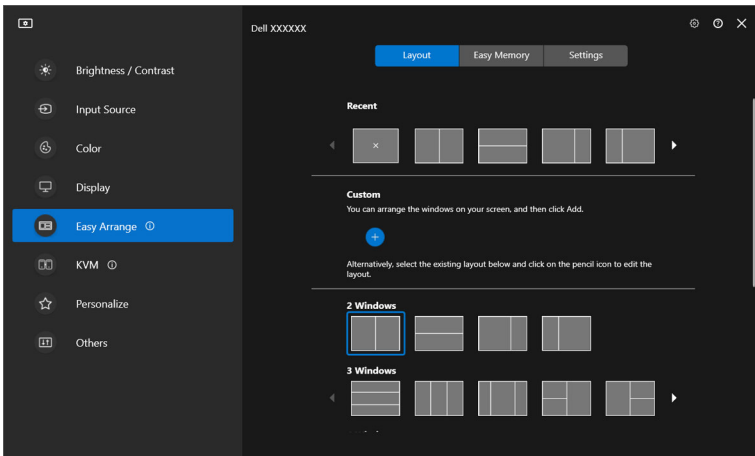 Dell XXXXXX
Brightness / Contrast
Input Source
Color
Display
Easy Arrange
KVM
Personalize
Others
Layout
Easy Memory
Settings
Recent
Custom
You can arrange the windows on your screen, and then click Add.
Alternatively, select the existing layout below and click on the pencil icon to edit the
layout.
2 Windows
3 Windows